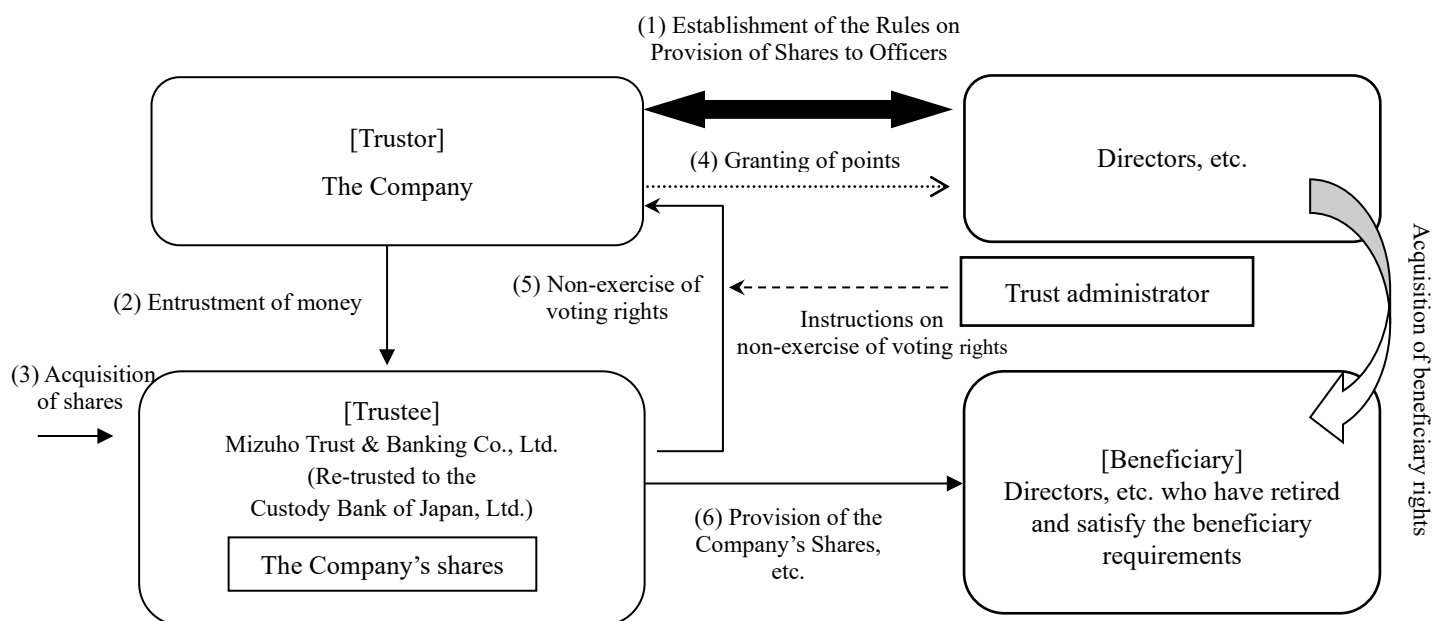 (1) Establishment of the Rules on
Provision of Shares to Officers
[Trustor]
The Company
(4) Granting of points
Directors, etc.
(2) Entrustment of money
(5) Non-exercise of
voting rights
Trust administrator
Instructions on
non-exercise of voting rights
Acquisition of beneficiary rights
(3) Acquisition
of shares
[Trustee]
Mizuho Trust & Banking Co., Ltd.
(Re-trusted to the
Custody Bank of Japan, Ltd.)
The Company’s shares
(6) Provision of the
Company’s Shares,
etc.
[Beneficiary]
Directors, etc. who have retired
and satisfy the beneficiary
requirements